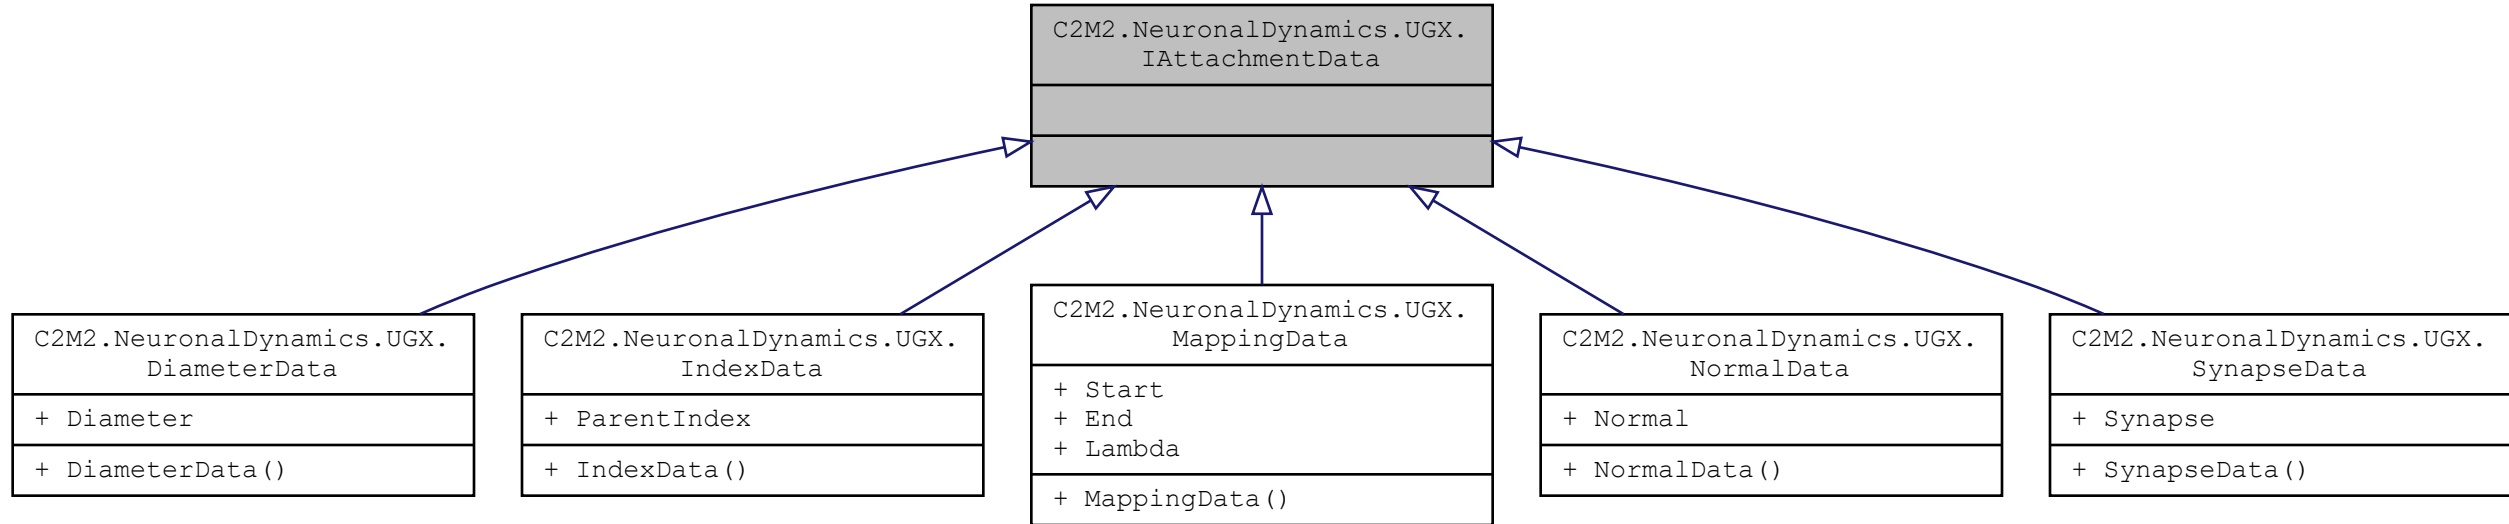 C2M2.NeuronalDynamics.UGX.
IAttachmentData
C2M2.NeuronalDynamics.UGX.
DiameterData
+ Diameter
+ DiameterData()
C2M2.NeuronalDynamics.UGX.
IndexData
+ ParentIndex
+ IndexData()
C2M2.NeuronalDynamics.UGX.
MappingData
+ Start
+ End
+ Lambda
+ MappingData()
C2M2.NeuronalDynamics.UGX.
NormalData
+ Normal
+ NormalData()
C2M2.NeuronalDynamics.UGX.
SynapseData
+ Synapse
+ SynapseData()